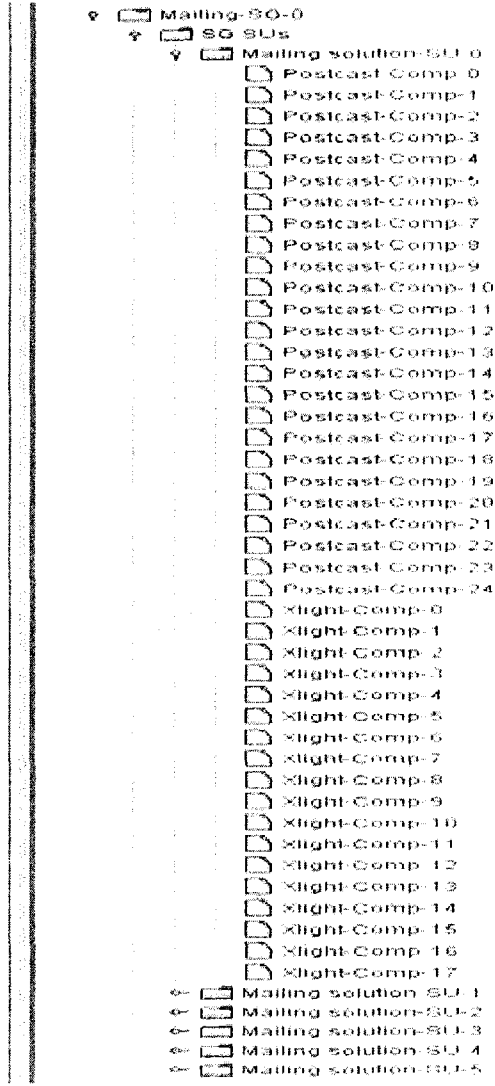 Mailing-SG-0
SG SUs
Mailing solution-SU-0
Postcast-Comp-0
Postcast-Comp-1
Postcast-Comp-2
Postcast-Comp-3
Postcast-Comp-4
Postcast-Comp-5
Postcast-Comp-6
Postcast-Comp-7
Postcast-Comp-8
Postcast-Comp-9
Postcast-Comp-10
Postcast-Comp-11
Postcast-Comp-12
Postcast-Comp-13
Postcast-Comp-14
Postcast-Comp-15
Postcast-Comp-16
Postcast-Comp-17
Postcast-Comp-18
Postcast-Comp-19
Postcast-Comp-20
Postcast-Comp-21
Postcast-Comp-22
Postcast-Comp-23
Postcast-Comp-24
Xlight-Comp-0
Xlight-Comp-1
Xlight-Comp-2
Xlight-Comp-3
Xlight-Comp-4
Xlight-Comp-5
Xlight-Comp-6
Xlight-Comp-7
Xlight-Comp-8
Xlight-Comp-9
Xlight-Comp-10
Xlight-Comp-11
Xlight-Comp-12
Xlight-Comp-13
Xlight-Comp-14
Xlight-Comp-15
Xlight-Comp-16
Xlight-Comp-17
Mailing solution-SU-1
Mailing solution-SU-2
Mailing solution-SU-3
Mailing solution-SU-4
Mailing solution-SU-5